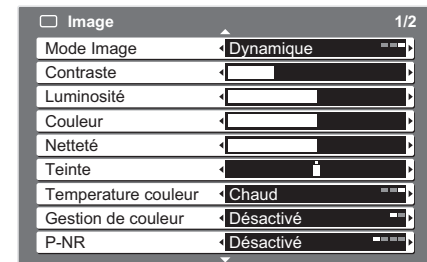 Image 1/2
Mode Image Dynamique
Contraste
Luminosité
Couleur
Netteté
Teinte
Temperature couleur Chaud
Gestion de couleur Désactivé
P-NR Désactivé